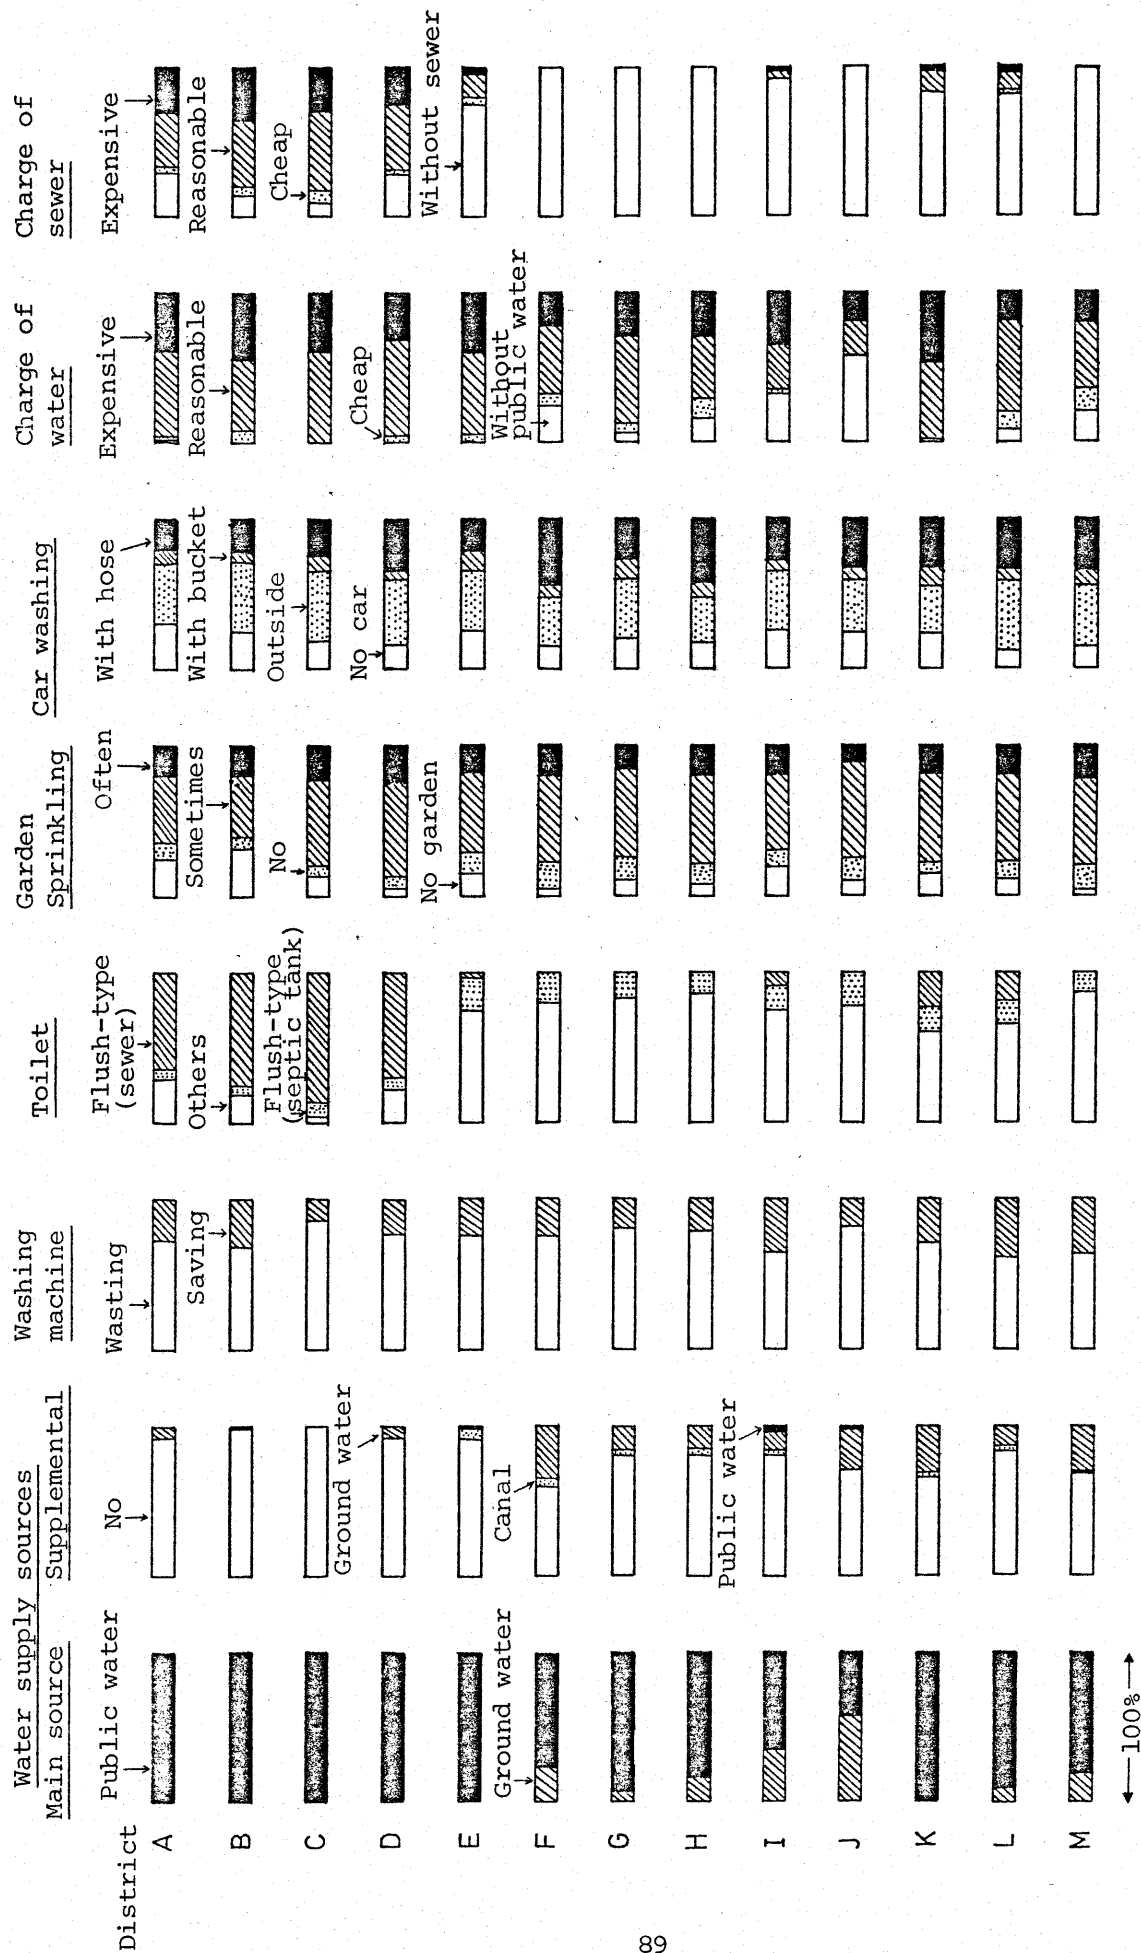 Water supply sources
Main source
Supplemental
Washing
machine
Toilet
Garden
Sprinkling
Car washing
Charge of
water
Charge of
sewer
District
Public water
No
Wasting
Flush-type
(sewer)
Often
With hose
Expensive
Expensive
A
Saving
Others
Sometimes
With bucket
Reasonable
Reasonable
B
Flush-type
(septic tank)
No
Outside
Cheap
C
Ground water
No car
Cheap
D
No garden
Without sewer
E
Ground water
Canal
Without
public water
F
G
H
Public water
I
J
K
L
M
100%
89